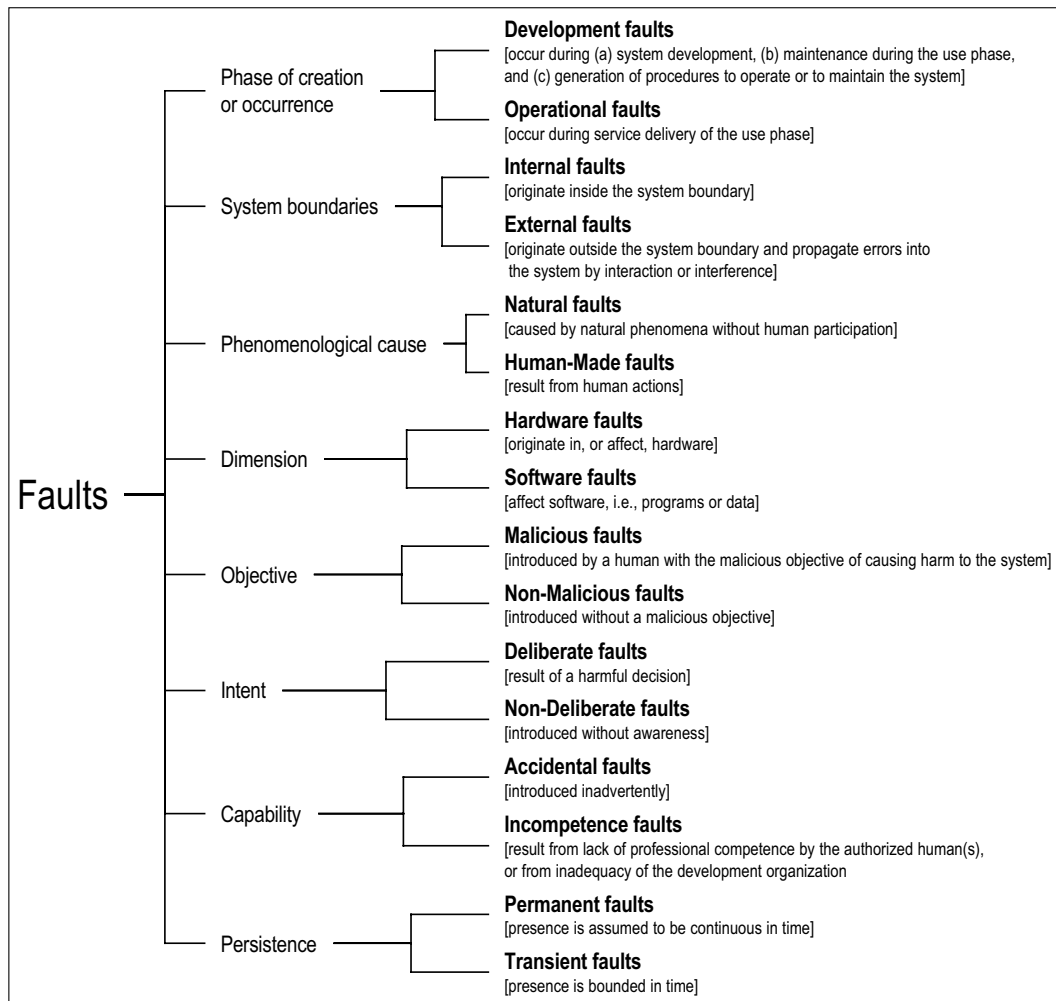 Faults
Phase of creation
or occurrence
Development faults
[occur during (a) system development, (b) maintenance during the use phase,
and (c) generation of procedures to operate or to maintain the system]
Operational faults
[occur during service delivery of the use phase]
System boundaries
Internal faults
[originate inside the system boundary]
External faults
[originate outside the system boundary and propagate errors into
the system by interaction or interference]
Phenomenological cause
Natural faults
[caused by natural phenomena without human participation]
Human-Made faults
[result from human actions]
Dimension
Hardware faults
[originate in, or affect, hardware]
Software faults
[affect software, i.e., programs or data]
Objective
Malicious faults
[introduced by a human with the malicious objective of causing harm to the system]
Non-Malicious faults
[introduced without a malicious objective]
Intent
Deliberate faults
[result of a harmful decision]
Non-Deliberate faults
[introduced without awareness]
Capability
Accidental faults
[introduced inadvertently]
Incompetence faults
[result from lack of professional competence by the authorized human(s),
or from inadequacy of the development organization
Persistence
Permanent faults
[presence is assumed to be continuous in time]
Transient faults
[presence is bounded in time]